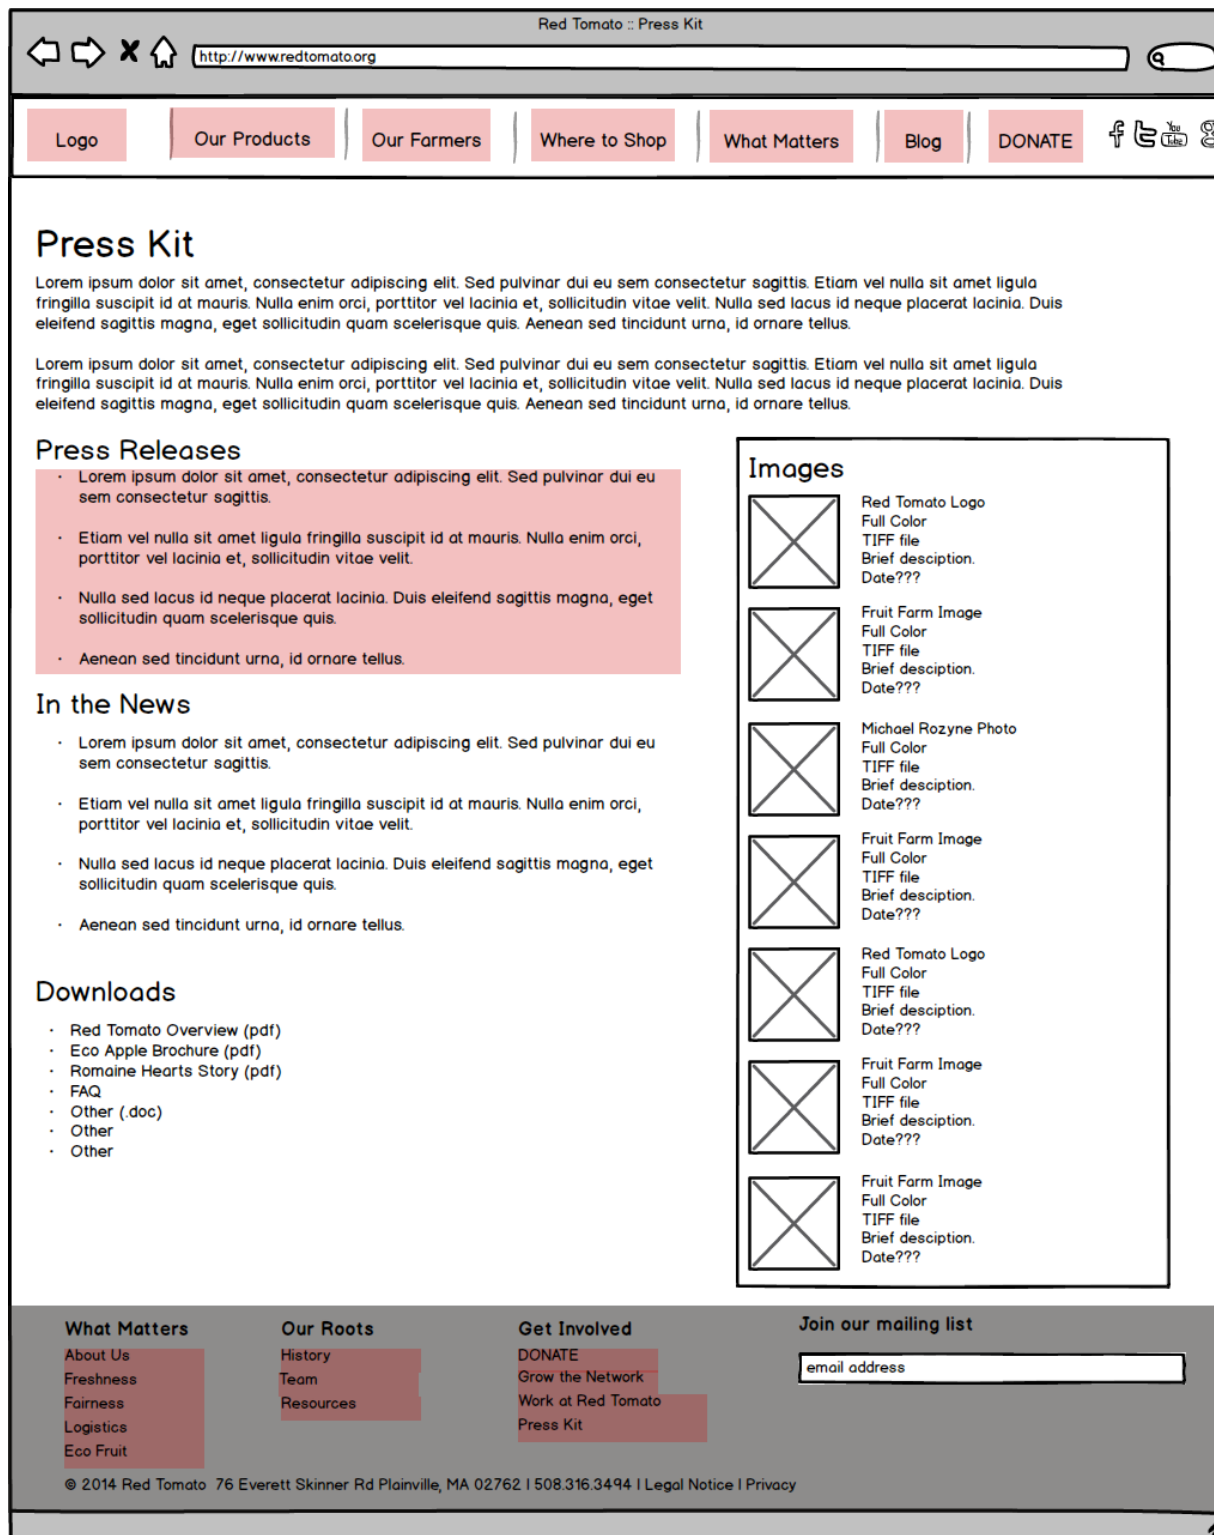 Red Tomato :: Press Kit
http://www.redtomato.org
Logo
Our Products
Our Farmers
Where to Shop
What Matters
Blog
DONATE
You
Tube
Press Kit
Lorem ipsum dolor sit amet, consectetur adipiscing elit. Sed pulvinar dui eu sem consectetur sagittis. Etiam vel nulla sit amet ligula
fringilla suscipit id at mauris. Nulla enim orci, porttitor vel lacinia et, sollicitudin vitae velit. Nulla sed lacus id neque placerat lacinia. Duis
eleifend sagittis magna, eget sollicitudin quam scelerisque quis. Aenean sed tincidunt urna, id ornare tellus.
Lorem ipsum dolor sit amet, consectetur adipiscing elit. Sed pulvinar dui eu sem consectetur sagittis. Etiam vel nulla sit amet ligula
fringilla suscipit id at mauris. Nulla enim orci, porttitor vel lacinia et, sollicitudin vitae velit. Nulla sed lacus id neque placerat lacinia. Duis
eleifend sagittis magna, eget sollicitudin quam scelerisque quis. Aenean sed tincidunt urna, id ornare tellus.
Press Releases
· Lorem ipsum dolor sit amet, consectetur adipiscing elit. Sed pulvinar dui eu
sem consectetur sagittis.
· Etiam vel nulla sit amet ligula fringilla suscipit id at mauris. Nulla enim orci,
porttitor vel lacinia et, sollicitudin vitae velit.
· Nulla sed lacus id neque placerat lacinia. Duis eleifend sagittis magna, eget
sollicitudin quam scelerisque quis.
· Aenean sed tincidunt urna, id ornare tellus.
In the News
· Lorem ipsum dolor sit amet, consectetur adipiscing elit. Sed pulvinar dui eu
sem consectetur sagittis.
· Etiam vel nulla sit amet ligula fringilla suscipit id at mauris. Nulla enim orci,
porttitor vel lacinia et, sollicitudin vitae velit.
· Nulla sed lacus id neque placerat lacinia. Duis eleifend sagittis magna, eget
sollicitudin quam scelerisque quis.
· Aenean sed tincidunt urna, id ornare tellus.
Downloads
· Red Tomato Overview (pdf)
· Eco Apple Brochure (pdf)
· Romaine Hearts Story (pdf)
· FAQ
· Other (.doc)
· Other
· Other
Images
Red Tomato Logo
Full Color
TIFF file
Brief desciption.
Date???
Fruit Farm Image
Full Color
TIFF file
Brief desciption.
Date???
Michael Rozyne Photo
Full Color
TIFF file
Brief desciption.
Date???
Fruit Farm Image
Full Color
TIFF file
Brief desciption.
Date???
Red Tomato Logo
Full Color
TIFF file
Brief desciption.
Date???
Fruit Farm Image
Full Color
TIFF file
Brief desciption.
Date???
Fruit Farm Image
Full Color
TIFF file
Brief desciption.
Date???
What Matters
About Us
Freshness
Fairness
Logistics
Eco Fruit
Our Roots
History
Team
Resources
Get Involved
DONATE
Grow the Network
Work at Red Tomato
Press Kit
Join our mailing list
email address
© 2014 Red Tomato 76 Everett Skinner Rd Plainville, MA 02762 | 508.316.3494 | Legal Notice | Privacy